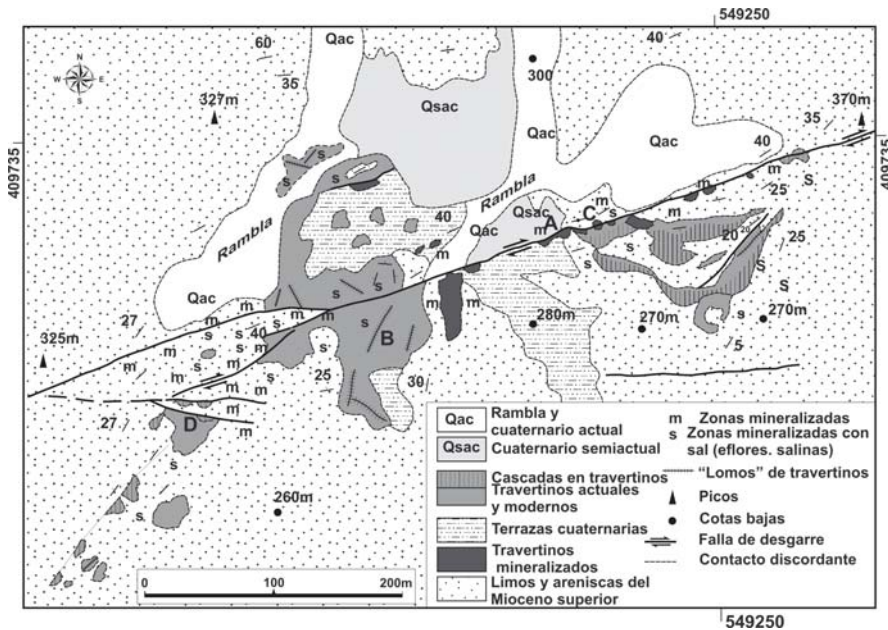 549250
Qac
60
40
N
W E
S
35
300
327m
Qsac
370m
Qac
Qac
35
409735
409735
40
s
s
s
m
Rambla
25
s
m
s
m
m
C
40
Qsac
A
m
Rambla
Qac
m
s
20 20
25
s
s
s
m
m
m
Qac
s
s
m
m
280m
270m
270m
27
m
m
s
m
40
s
B
s
325m
m
s
m
5
m
s
25
30
m
s
27
D
m
m
s
260m
s
0 100 200m
Qac Rambla y cuaternario actual
Qsac Cuaternario semiactual
Cascadas en travertinos
Travertinos actuales y modernos
Terrazas cuaternarias
Travertinos mineralizados
Limos y areniscas del Mioceno superior
m Zonas mineralizadas
s Zonas mineralizadas con sal (eflores. salinas)
“Lomos” de travertinos
Picos
Cotas bajas
Falla de desgarre
Contacto discordante
549250